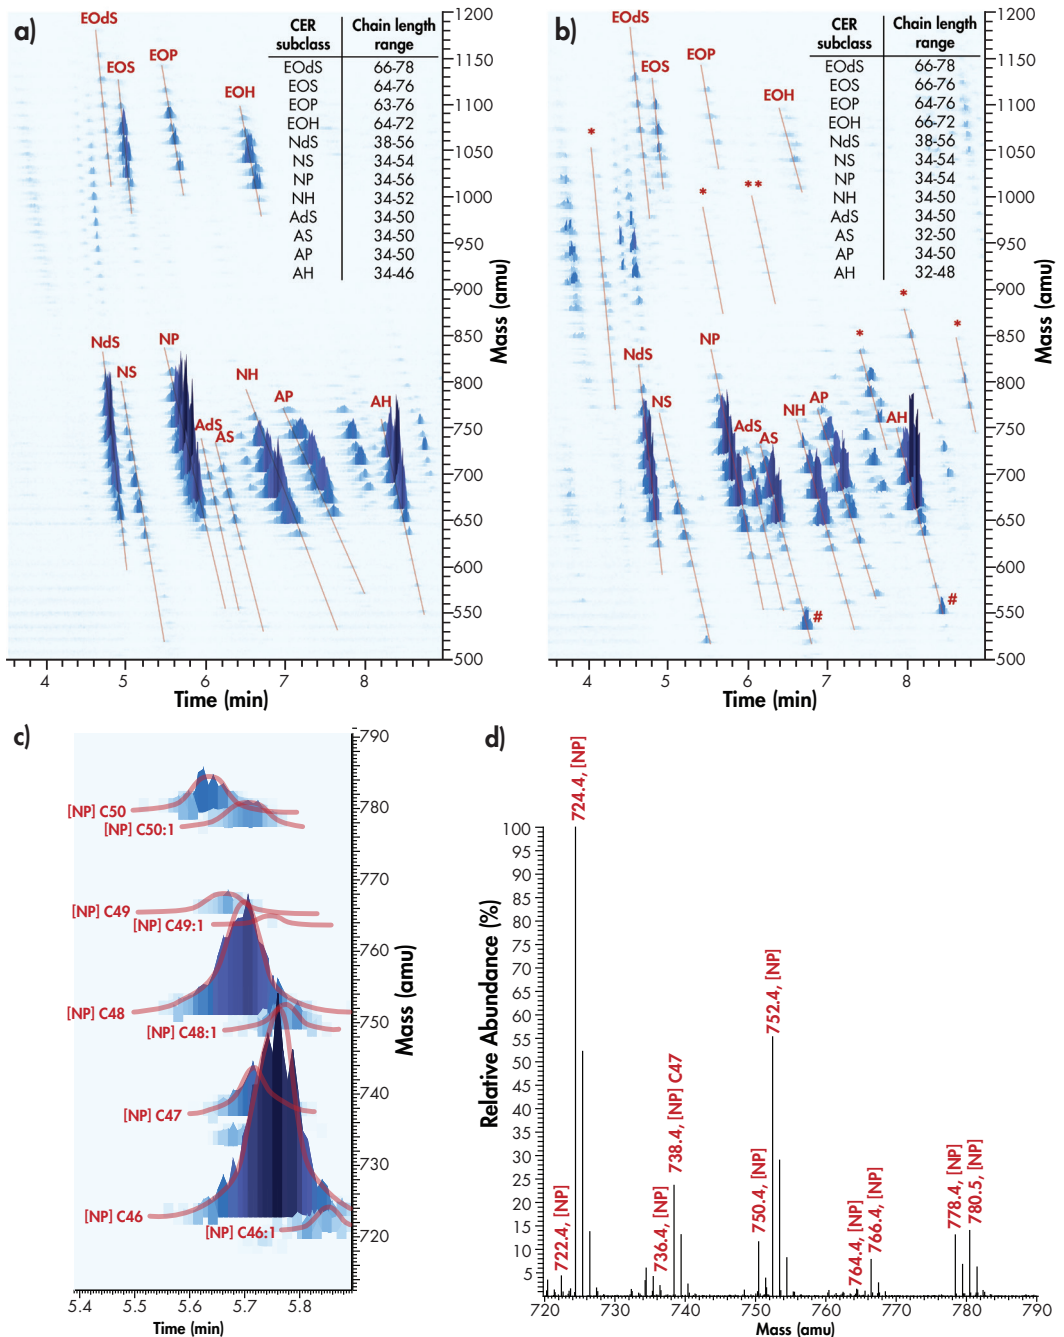 a)
CER subclass	Chain length range
EOdS	66-78
EOS	64-76
EOP	63-76
EOH	64-72
NdS	38-56
NS	34-54
NP	34-56
NH	34-52
AdS	34-50
AS	34-50
AP	34-50
AH	34-46
EOdS
EOS
EOP
EOH
NdS
NS
NP
AdS
AS
NH
AP
AH
1200
1150
1100
1050
1000
950
900
850
800
750
700
650
600
550
500
Mass (amu)
4 5 6 7 8
Time (min)
b)
CER subclass	Chain length range
EOdS	66-78
EOS	66-76
EOP	64-76
EOH	66-72
NdS	38-56
NS	34-54
NP	34-54
NH	34-50
AdS	34-50
AS	32-50
AP	34-50
AH	32-48
EOdS
EOS
EOP
EOH
*
*
**
*
*
*
NdS
NS
NP
AdS
AS
NH
AP
AH
#
#
1200
1150
1100
1050
1000
950
900
850
800
750
700
650
600
550
500
Mass (amu)
4 5 6 7 8
Time (min)
c)
[NP] C50
[NP] C50:1
[NP] C49
[NP] C49:1
[NP] C48
[NP] C48:1
[NP] C47
[NP] C46
[NP] C46:1
790
780
770
760
750
740
730
720
Mass (amu)
5.4 5.6 5.7 5.8
Time (min)
d)
724.4, [NP]
752.4, [NP]
738.4, [NP] C47
722.4, [NP]
736.4, [NP]
750.4, [NP]
764.4, [NP]
766.4, [NP]
778.4, [NP]
780.5, [NP]
100
95
90
85
80
75
70
65
60
55
50
45
40
35
30
25
20
15
10
5
Relative Abundance (%)
720 730 740 750 760 770 780 790
Mass (amu)